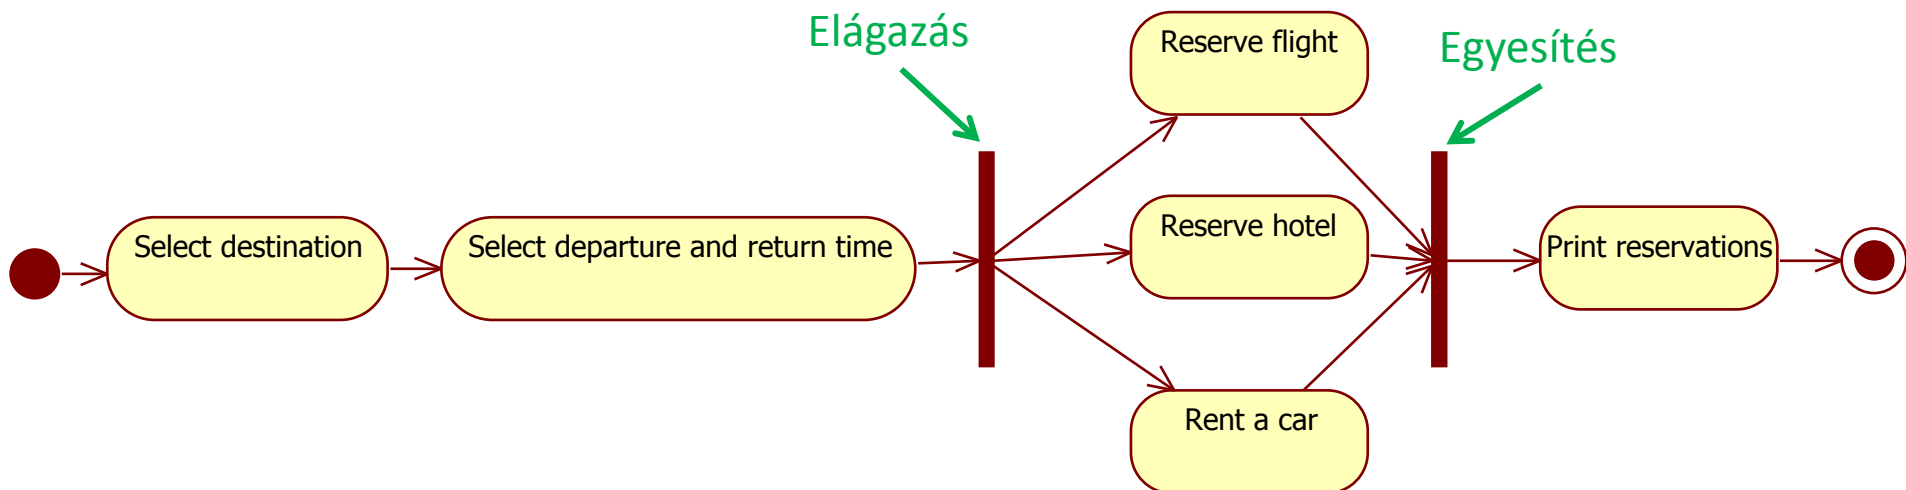 Elágazás
Egyesítés
Select destination
Select departure and return time
Reserve flight
Reserve hotel
Rent a car
Print reservations